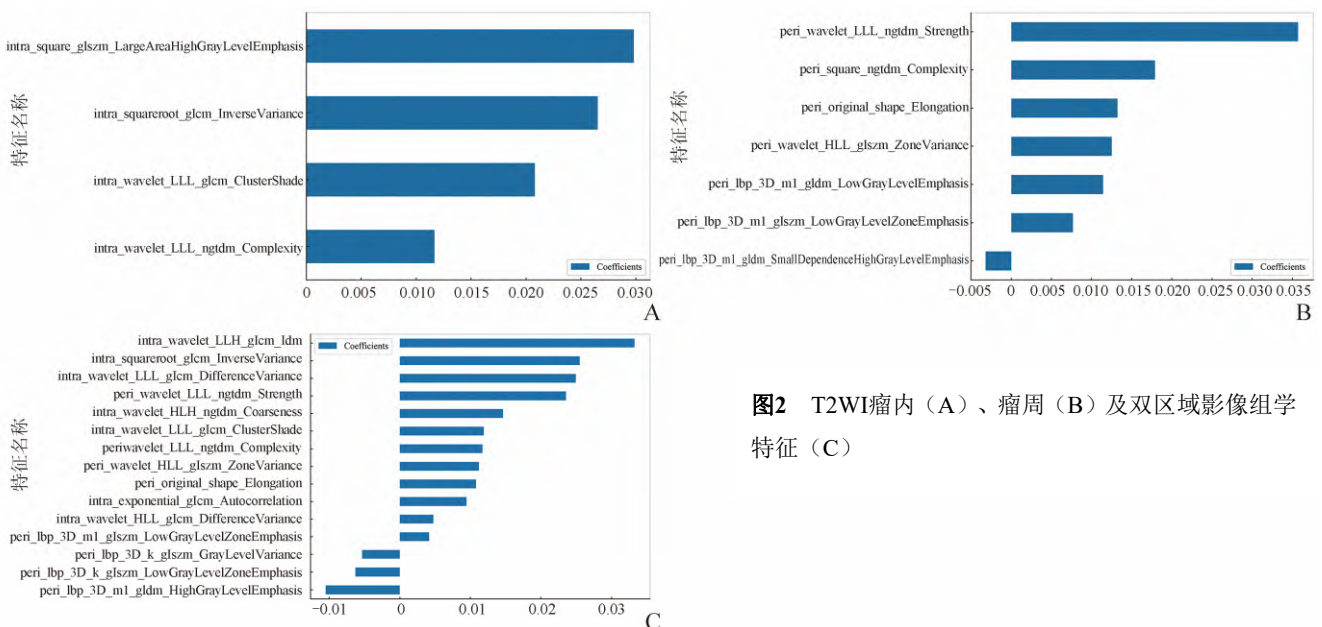 intra_square_glszm_LargeAreaHighGrayLevelEmphasis
intra_squareroot_glcm_InverseVariance
intra_wavelet_LLL_glcm_ClusterShade
intra_wavelet_LLL_ngtdm_Complexity
特征名称
Coefficients
0 0.005 0.010 0.015 0.020 0.025 0.030
A
peri_wavelet_LLL_ngtdm_Strength
peri_square_ngtdm_Complexity
peri_original_shape_Elongation
peri_wavelet_HLL_glszm_ZoneVariance
peri_lbp_3D_m1_gldm_LowGrayLevelEmphasis
peri_lbp_3D_m1_glszm_LowGrayLevelZoneEmphasis
peri_lbp_3D_m1_gldm_SmallDependenceHighGrayLevelEmphasis
特征名称
Coefficients
−0.005 0 0.005 0.010 0.015 0.020 0.025 0.030 0.035
B
intra_wavelet_LLH_glcm_Idm
intra_squareroot_glcm_InverseVariance
intra_wavelet_LLL_glcm_DifferenceVariance
peri_wavelet_LLL_ngtdm_Strength
intra_wavelet_HLH_ngtdm_Coarseness
intra_wavelet_LLL_glcm_ClusterShade
periwavelet_LLL_ngtdm_Complexity
peri_wavelet_HLL_glszm_ZoneVariance
peri_original_shape_Elongation
intra_exponential_glcm_Autocorrelation
intra_wavelet_HLL_glcm_DifferenceVariance
peri_lbp_3D_m1_glszm_LowGrayLevelZoneEmphasis
peri_lbp_3D_k_glszm_GrayLevelVariance
peri_lbp_3D_k_glszm_LowGrayLevelZoneEmphasis
peri_lbp_3D_m1_gldm_HighGrayLevelEmphasis
特征名称
Coefficients
−0.01 0 0.01 0.02 0.03
C
图2 T2WI瘤内（A）、瘤周（B）及双区域影像组学
特征（C）